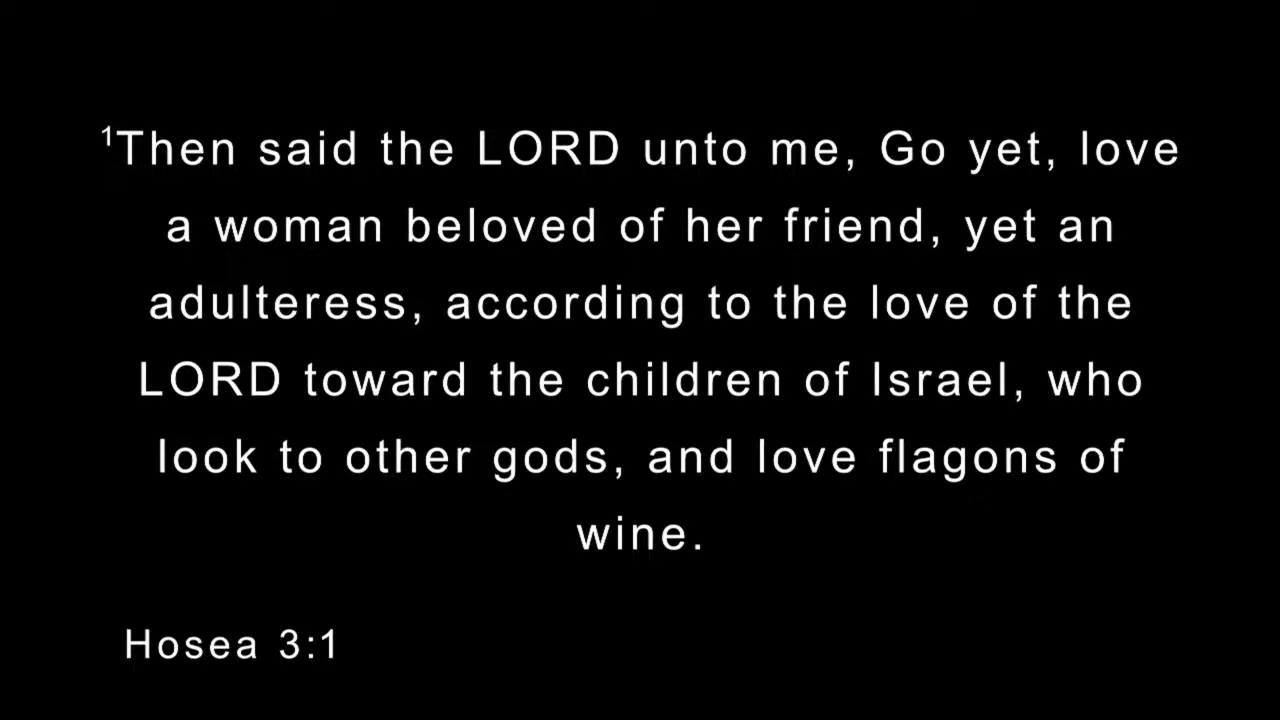 ¹Then said the LORD unto me, Go yet, love
a woman beloved of her friend, yet an
adulteress, according to the love of the
LORD toward the children of Israel, who
look to other gods, and love flagons of
wine.
Hosea 3:1